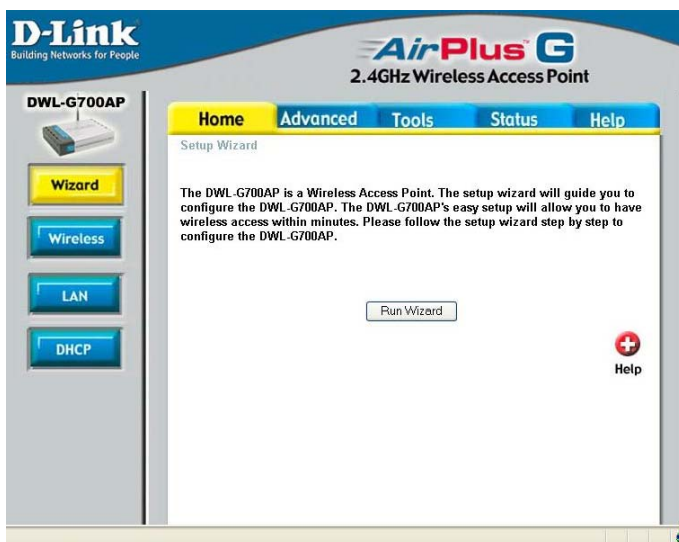 D-Link
Building Networks for People
AirPlus G
2.4GHz Wireless Access Point
DWL-G700AP
Home Advanced Tools Status Help
Setup Wizard
Wizard
Wireless
LAN
DHCP
The DWL-G700AP is a Wireless Access Point. The setup wizard will guide you to
configure the DWL-G700AP. The DWL-G700AP's easy setup will allow you to have
wireless access within minutes. Please follow the setup wizard step by step to
configure the DWL-G700AP.
Run Wizard
Help